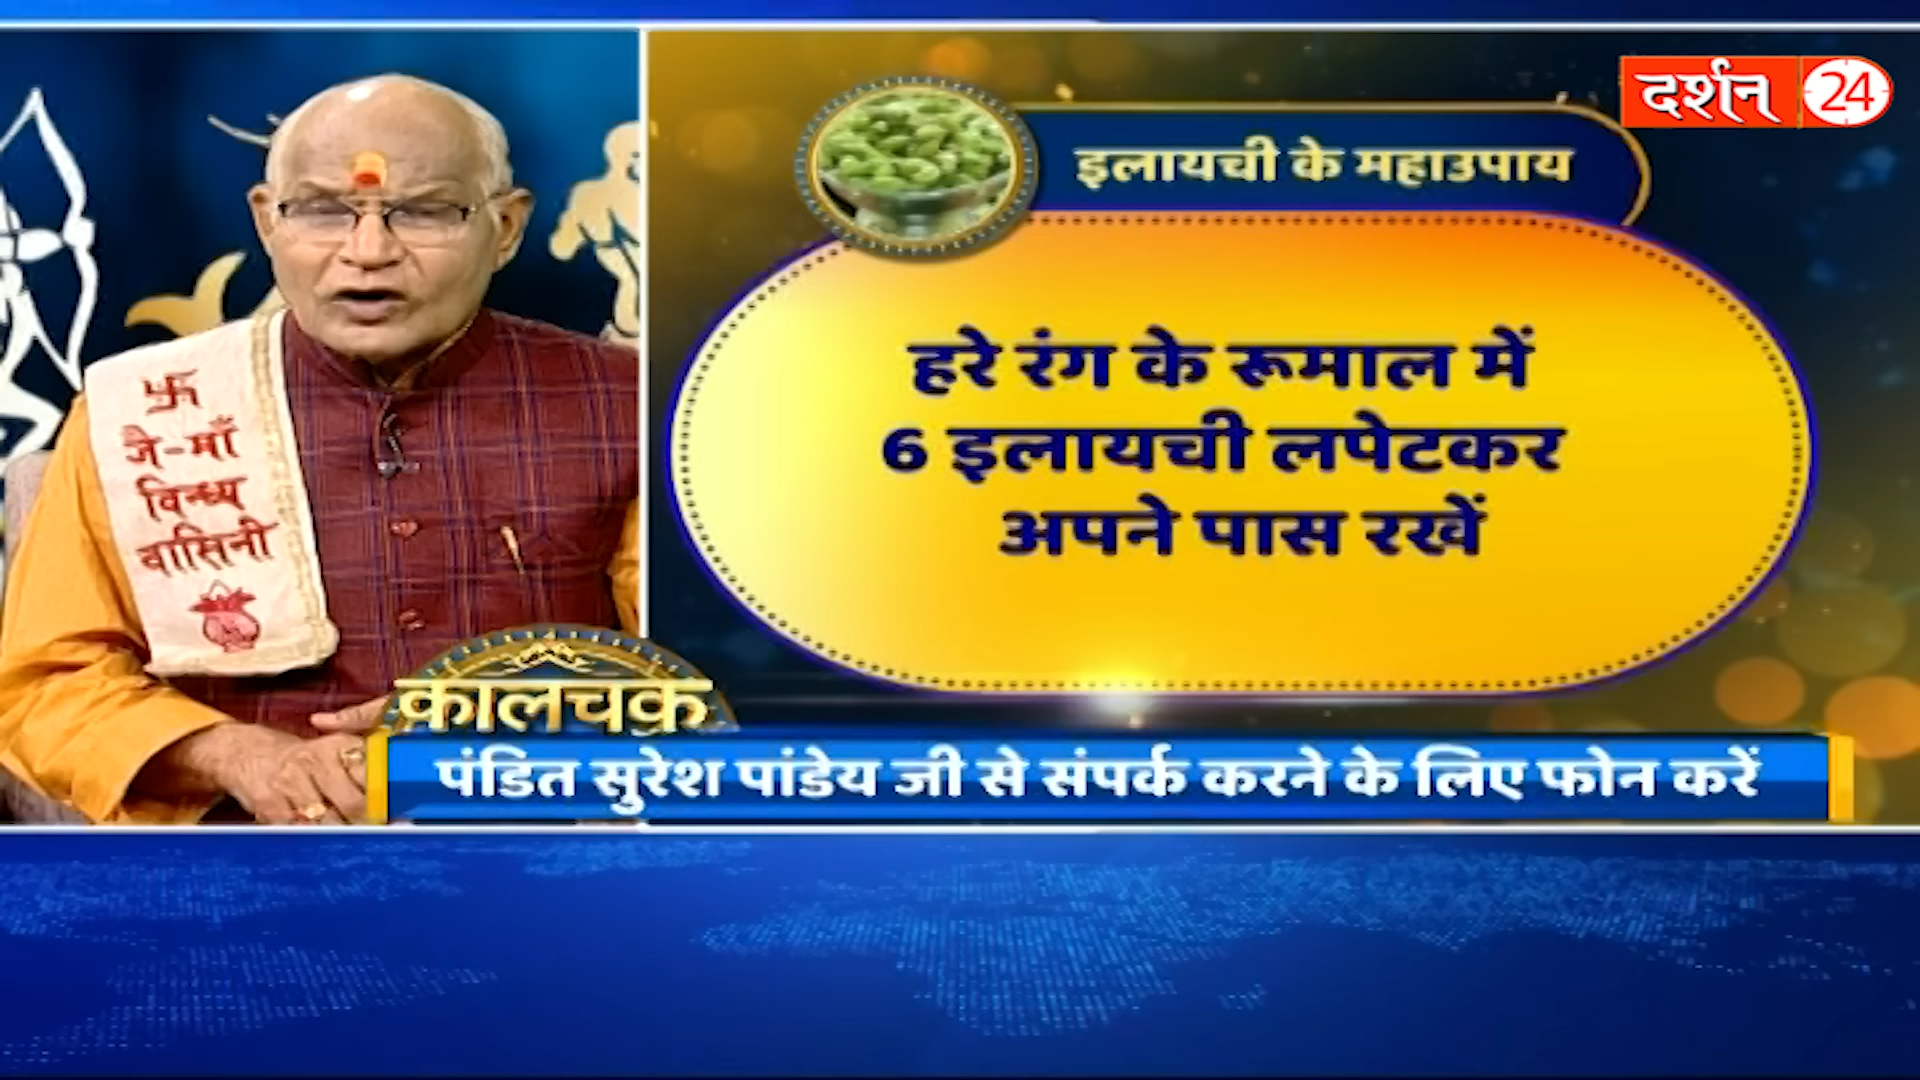 दर्शन 24
इलायची के महाउपाय
हरे रंग के रूमाल में
6 इलायची लपेटकर
अपने पास रखें
जै-माँ
विन्ध्य
वासिनी
कालचक्र
पंडित सुरेश पांडेय जी से संपर्क करने के लिए फोन करें